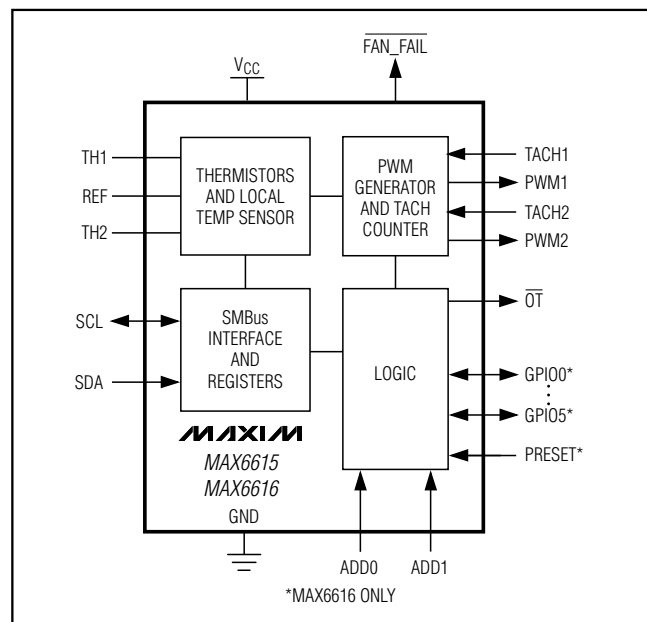 FAN_FAIL
VCC
TH1
REF
TH2
THERMISTORS
AND LOCAL
TEMP SENSOR
PWM
GENERATOR
AND TACH
COUNTER
TACH1
PWM1
TACH2
PWM2
SCL
SDA
SMBus
INTERFACE
AND
REGISTERS
LOGIC
OT
GPIO0*
GPIO5*
PRESET*
MAXIM
MAX6615
MAX6616
GND
ADD0
ADD1
*MAX6616 ONLY